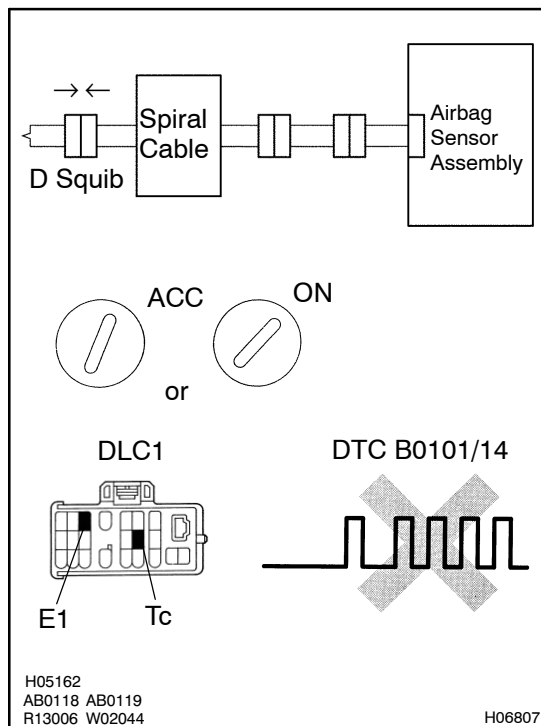 D Squib
Spiral
Cable
Airbag
Sensor
Assembly
ACC
ON
or
DLC1
DTC B0101/14
E1
Tc
H05162
AB0118 AB0119
R13006 W02044
H06807